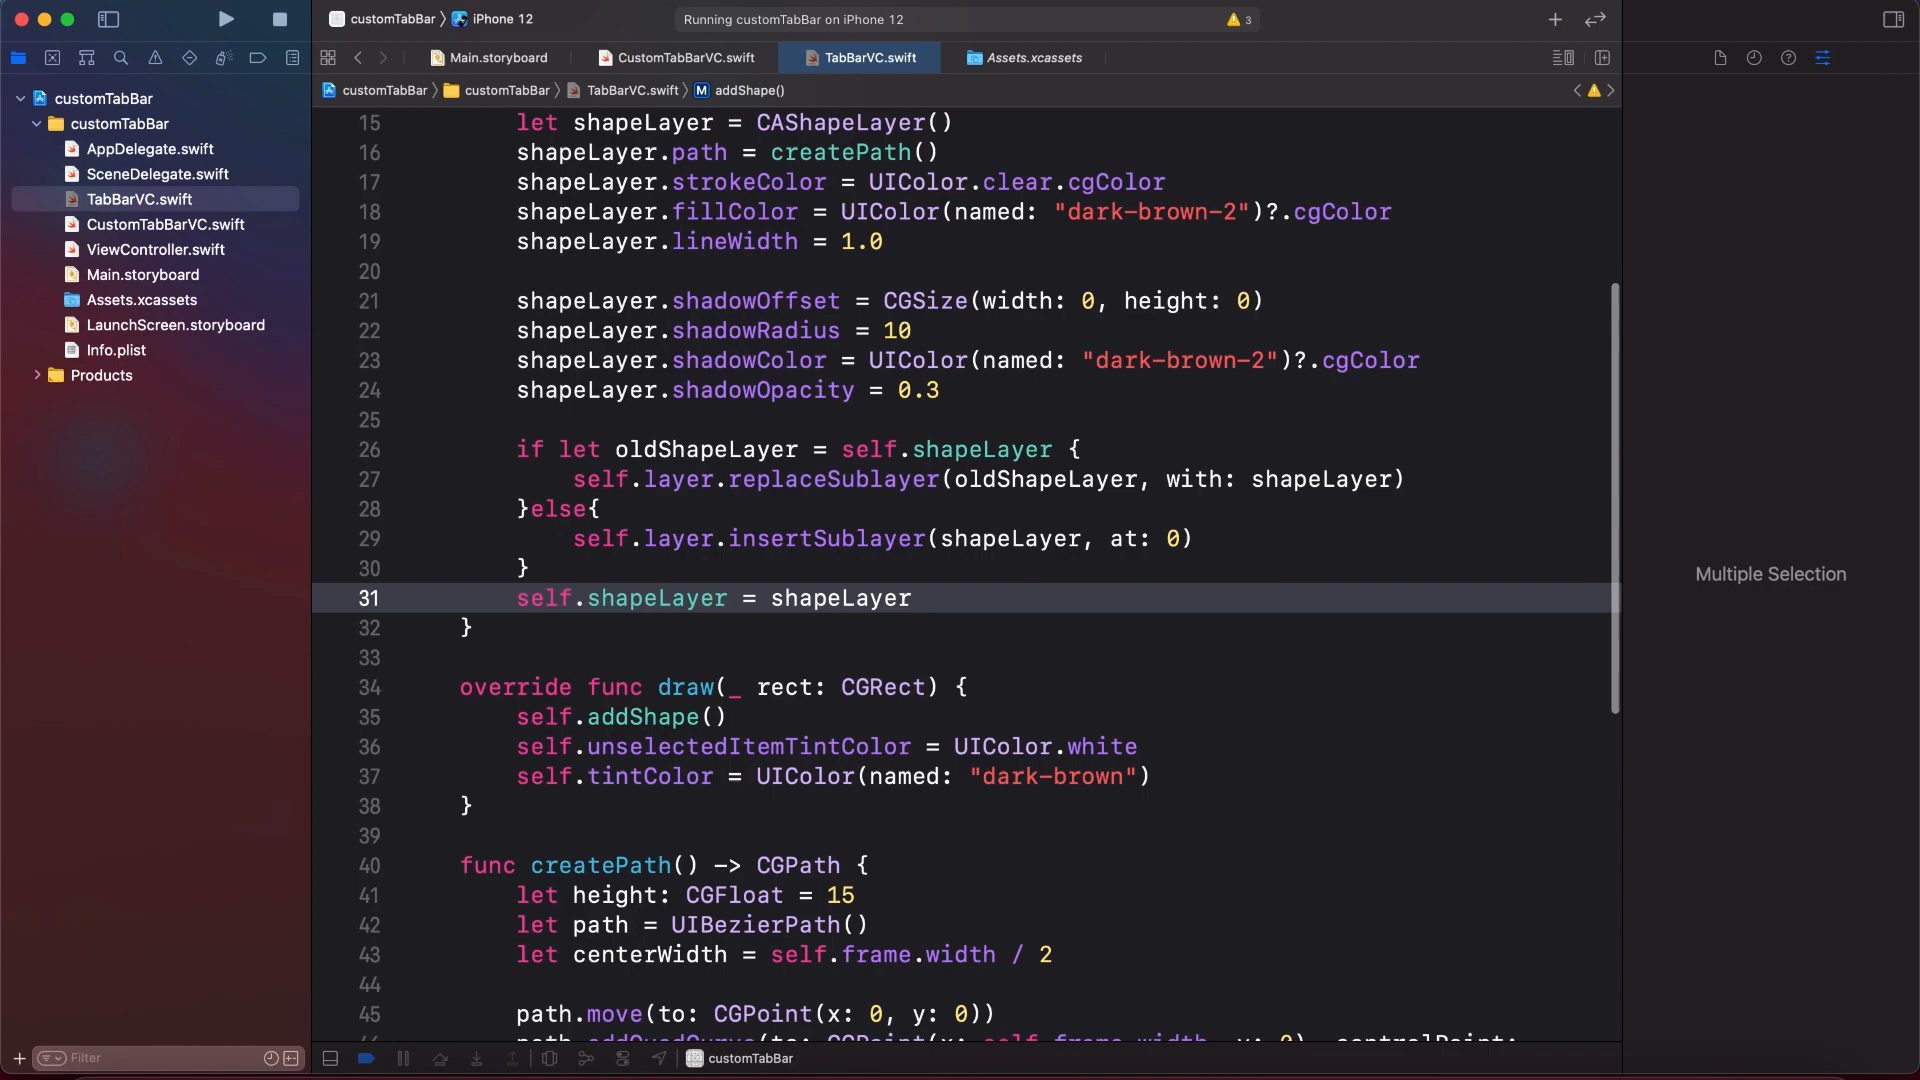 customTabBar
iPhone 12
Running customTabBar on iPhone 12
3
Main.storyboard
CustomTabBarVC.swift
TabBarVC.swift
Assets.xcassets
customTabBar
customTabBar
TabBarVC.swift
M addShape()
customTabBar
customTabBar
AppDelegate.swift
SceneDelegate.swift
TabBarVC.swift
CustomTabBarVC.swift
ViewController.swift
Main.storyboard
Assets.xcassets
LaunchScreen.storyboard
Info.plist
Products
15 let shapeLayer = CAShapeLayer()
16 shapeLayer.path = createPath()
17 shapeLayer.strokeColor = UIColor.clear.cgColor
18 shapeLayer.fillColor = UIColor(named: "dark-brown-2")?.cgColor
19 shapeLayer.lineWidth = 1.0
20
21 shapeLayer.shadowOffset = CGSize(width: 0, height: 0)
22 shapeLayer.shadowRadius = 10
23 shapeLayer.shadowColor = UIColor(named: "dark-brown-2")?.cgColor
24 shapeLayer.shadowOpacity = 0.3
25
26 if let oldShapeLayer = self.shapeLayer {
27 self.layer.replaceSublayer(oldShapeLayer, with: shapeLayer)
28 }else{
29 self.layer.insertSublayer(shapeLayer, at: 0)
30 }
31 self.shapeLayer = shapeLayer
32 }
33
34 override func draw(_ rect: CGRect) {
35 self.addShape()
36 self.unselectedItemTintColor = UIColor.white
37 self.tintColor = UIColor(named: "dark-brown")
38 }
39
40 func createPath() -> CGPath {
41 let height: CGFloat = 15
42 let path = UIBezierPath()
43 let centerWidth = self.frame.width / 2
44
45 path.move(to: CGPoint(x: 0, y: 0))
Multiple Selection
Filter
customTabBar